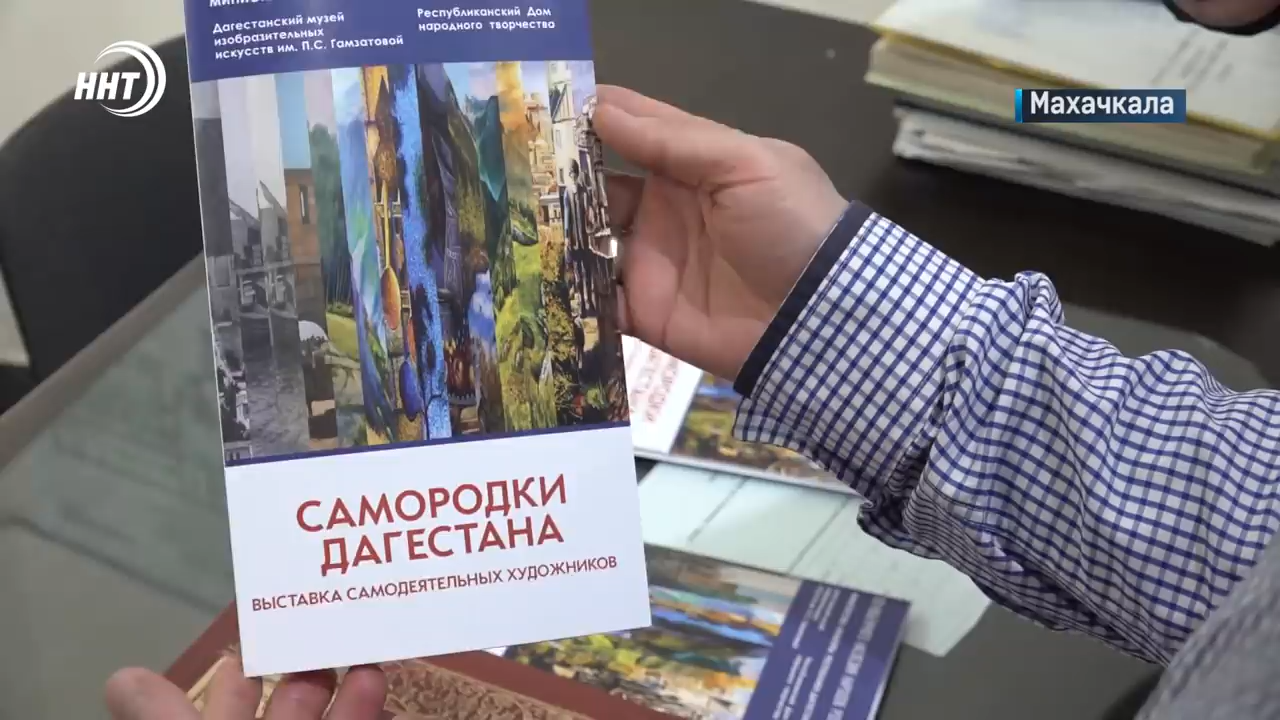 Дагестанский музей
изобразительных
искусств им. П.С. Гамзатовой
Республиканский Дом
народного творчества
ННТ
Махачкала
САМОРОДКИ
ДАГЕСТАНА
ВЫСТАВКА САМОДЕЯТЕЛЬНЫХ ХУДОЖНИКОВ